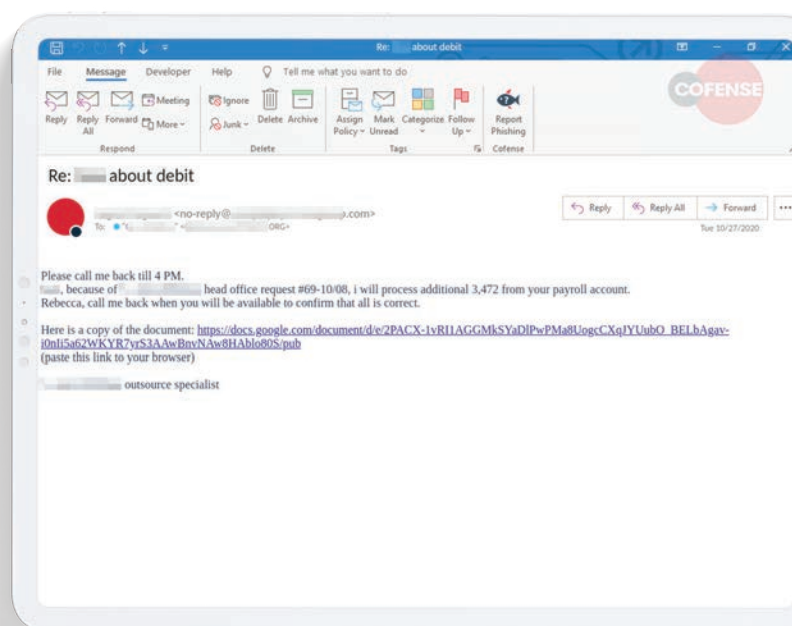 Re: about debit
File Message Developer Help Tell me what you want to do
COFENSE
Reply Reply All Forward Meeting More Ignore Junk Delete Archive Assign Policy Mark Unread Categorize Follow Up Report Phishing
Respond Delete Tags Cofense
Re: about debit
<no-reply@ .com>
Reply Reply All Forward ...
To: ORG>
Tue 10/27/2020
Please call me back till 4 PM.
, because of head office request #69-10/08, i will process additional 3,472 from your payroll account.
Rebecca, call me back when you will be available to confirm that all is correct.
Here is a copy of the document: https://docs.google.com/document/d/e/2PACX-1vRI1AGGMkSYaDlPwPMa8UogcCXqJYUubO_BELbAgav-
i0nIi5a62WKYR7yrS3AAwBnvNAw8HAblo80S/pub
(paste this link to your browser)
outsource specialist